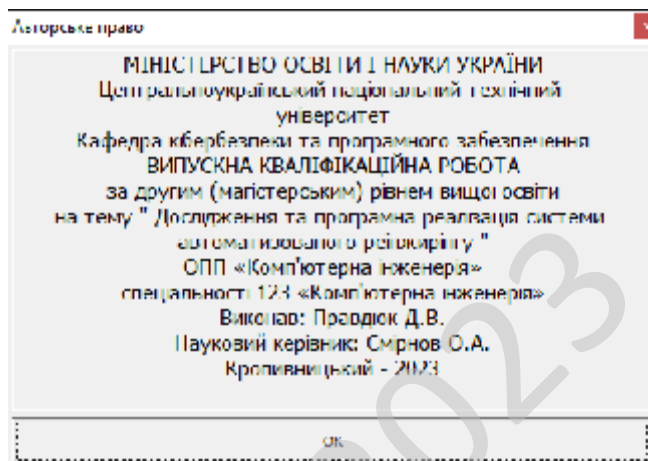 Авторське право
МІНІСТЕРСТВО ОСВІТИ І НАУКИ УКРАЇНИ
Центральноукраїнський національний технічний
університет
Кафедра кібербезпеки та програмного забезпечення
ВИПУСКНА КВАЛІФІКАЦІЙНА РОБОТА
за другим (магістерським) рівнем вищої освіти
на тему " Дослідження та програмна реалізація системи
автоматизованого реінжирінгу "
ОПП «Комп'ютерна інженерія»
спеціальності 123 «Комп'ютерна інженерія»
Виконав: Правдюк Д.В.
Науковий керівник: Смірнов О.А.
Кропивницький - 2023
ОК
2023